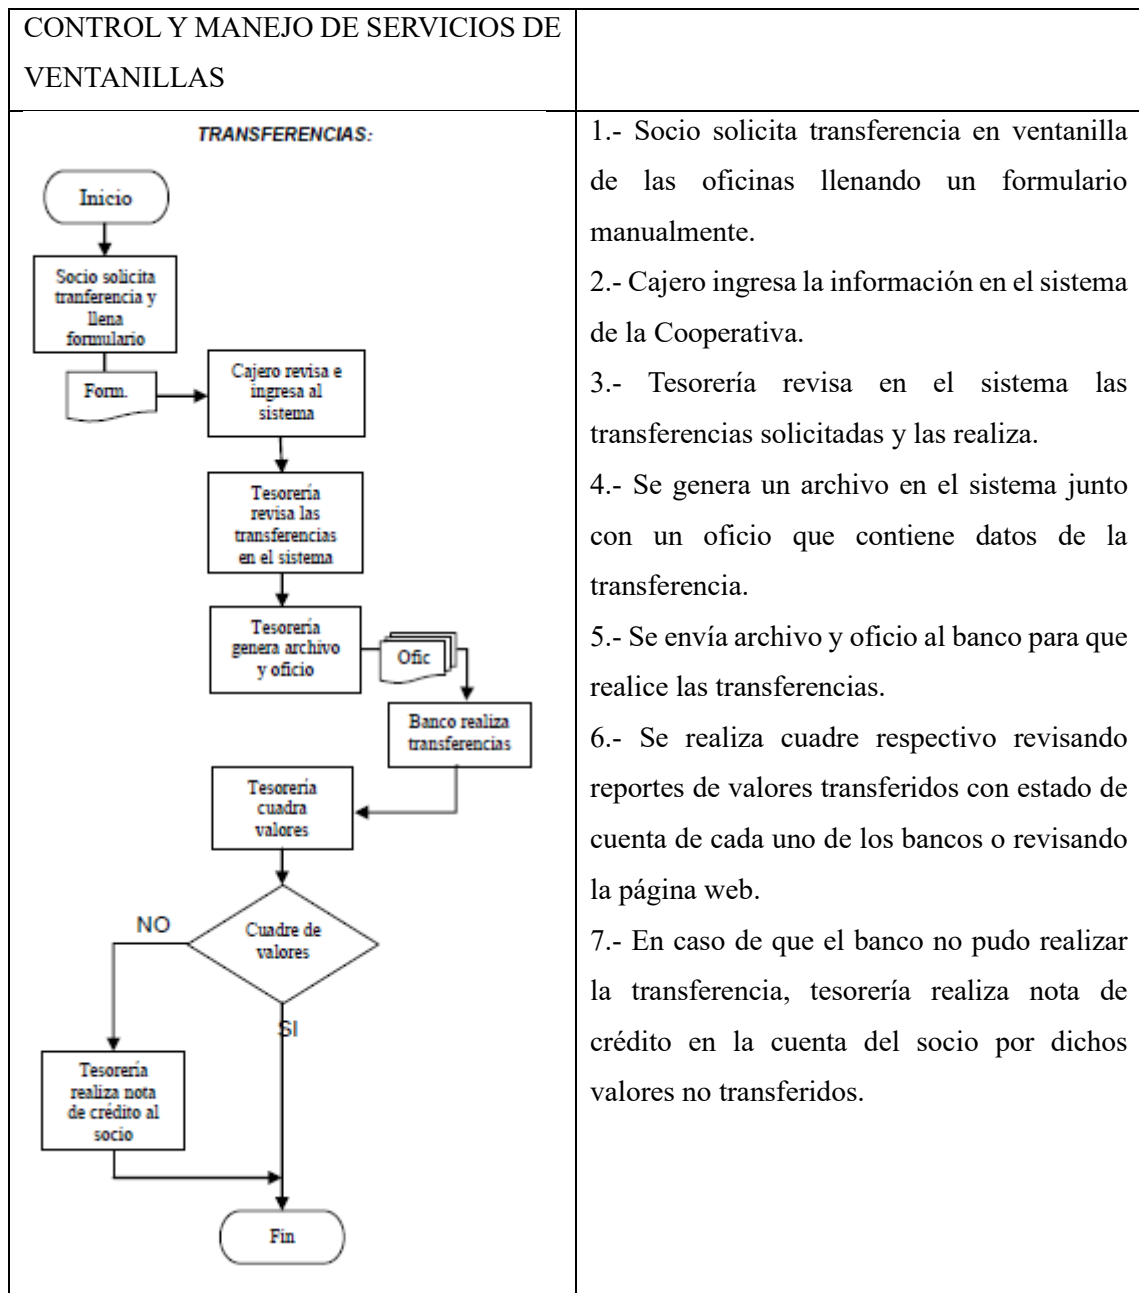 CONTROL Y MANEJO DE SERVICIOS DE
VENTANILLAS
TRANSFERENCIAS:
Inicio
Socio solicita
tranferencia y
llena
formulario
Form.
Cajero revisa e
ingresa al
sistema
Tesorería
revisa las
transferencias
en el sistema
Tesorería
genera archivo
y oficio
Ofic
Banco realiza
transferencias
Tesorería
cuadra
valores
Cuadre de
valores
NO
SI
Tesorería
realiza nota
de crédito al
socio
Fin
1.- Socio solicita transferencia en ventanilla
de las oficinas llenando un formulario
manualmente.
2.- Cajero ingresa la información en el sistema
de la Cooperativa.
3.- Tesorería revisa en el sistema las
transferencias solicitadas y las realiza.
4.- Se genera un archivo en el sistema junto
con un oficio que contiene datos de la
transferencia.
5.- Se envía archivo y oficio al banco para que
realice las transferencias.
6.- Se realiza cuadre respectivo revisando
reportes de valores transferidos con estado de
cuenta de cada uno de los bancos o revisando
la página web.
7.- En caso de que el banco no pudo realizar
la transferencia, tesorería realiza nota de
crédito en la cuenta del socio por dichos
valores no transferidos.